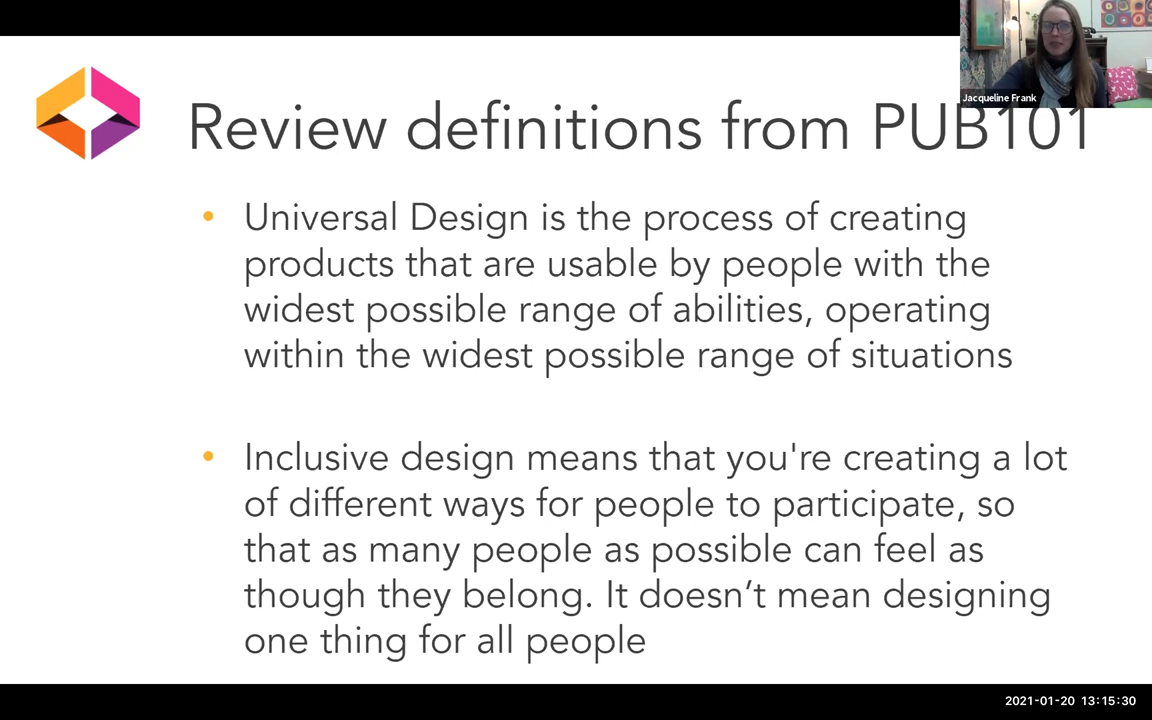 Jacqueline Frank
Review definitions from PUB101
• Universal Design is the process of creating
products that are usable by people with the
widest possible range of abilities, operating
within the widest possible range of situations
• Inclusive design means that you're creating a lot
of different ways for people to participate, so
that as many people as possible can feel as
though they belong. It doesn’t mean designing
one thing for all people
2021-01-20 13:15:30